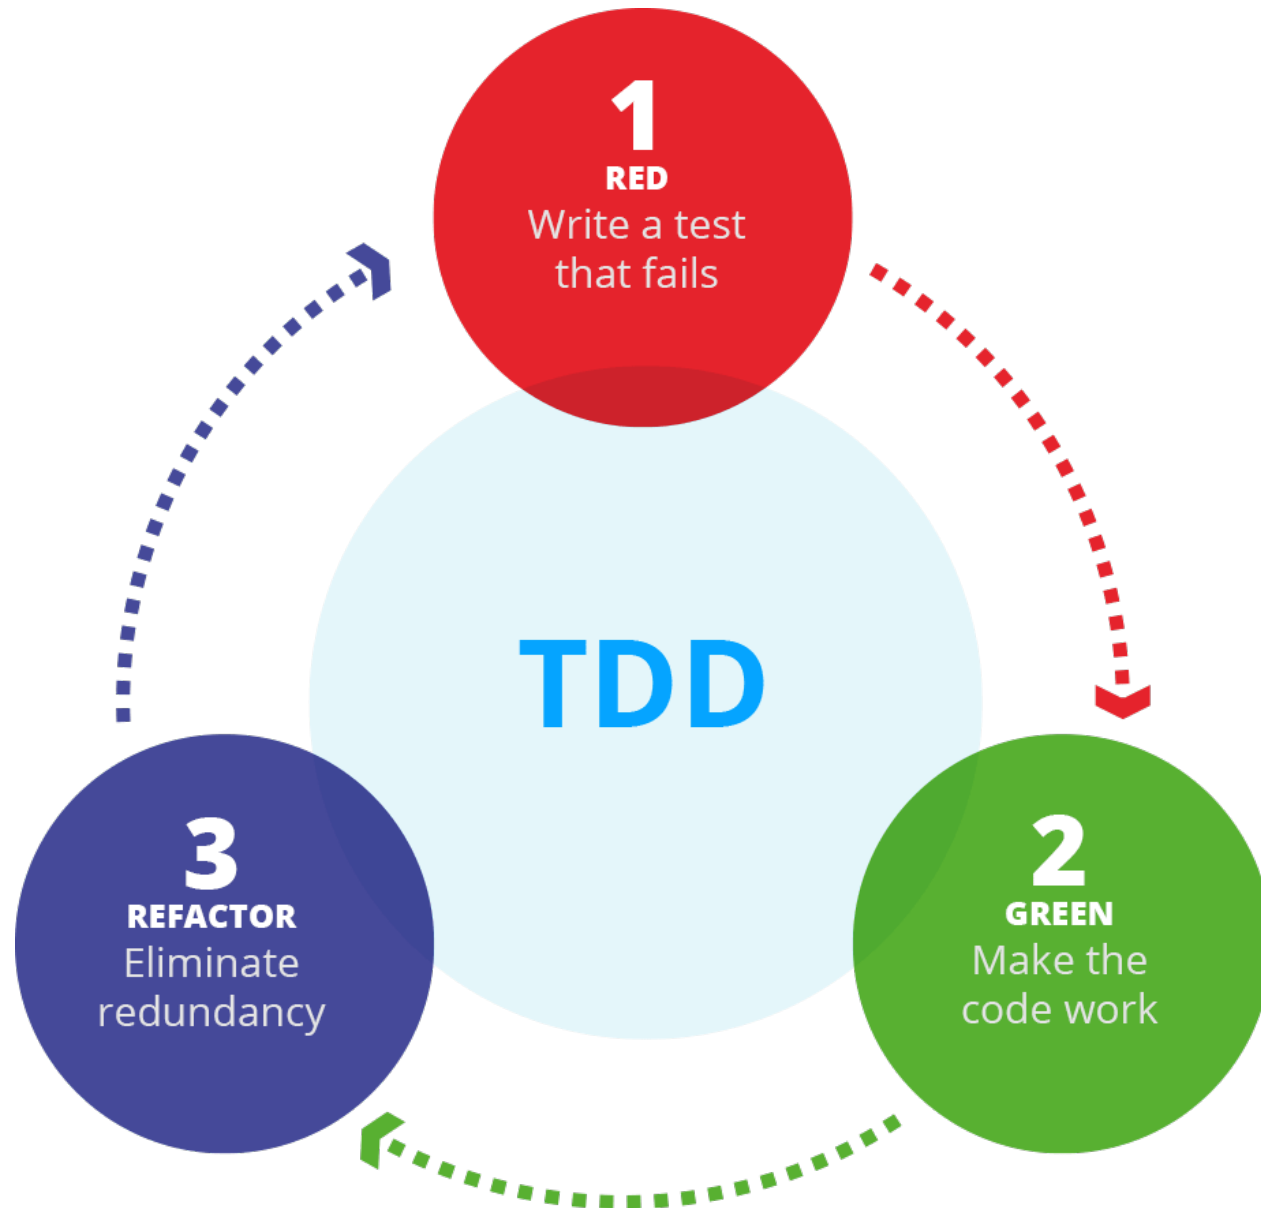 1
RED
Write a test
that fails
TDD
2
GREEN
Make the
code work
3
REFACTOR
Eliminate
redundancy